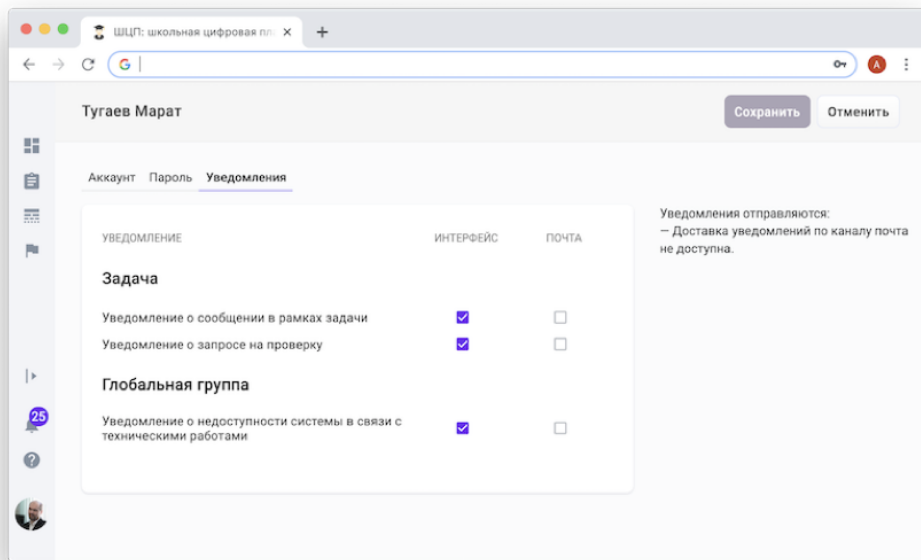 ШЦП: школьная цифровая пл
G
А
Тугаев Марат
Сохранить
Отменить
Аккаунт Пароль Уведомления
УВЕДОМЛЕНИЕ ИНТЕРФЕЙС ПОЧТА
Задача
Уведомление о сообщении в рамках задачи
Уведомление о запросе на проверку
Глобальная группа
Уведомление о недоступности системы в связи с
техническими работами
Уведомления отправляются:
— Доставка уведомлений по каналу почта
не доступна.
25
?